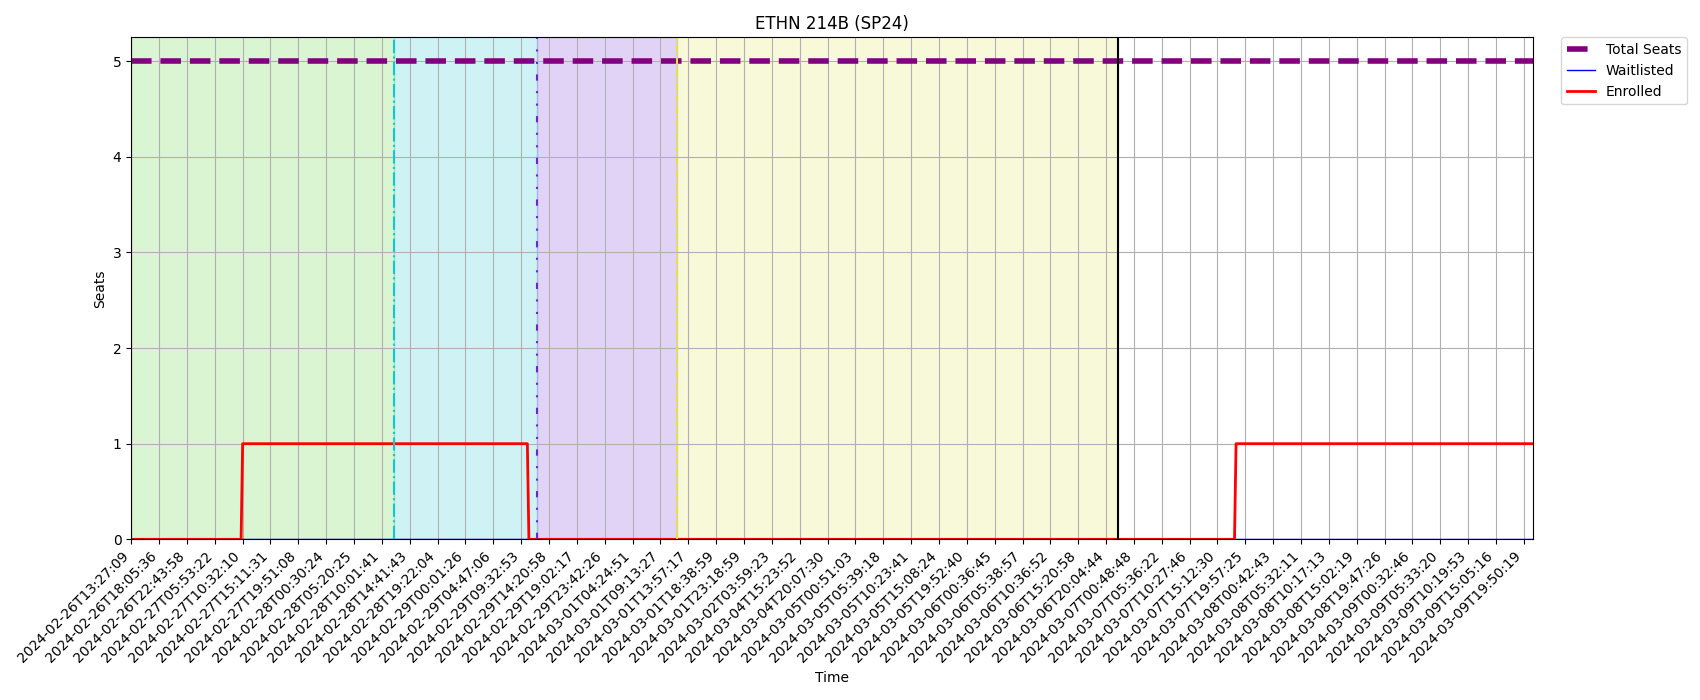 ETHN 214B (SP24)
Total Seats
Waitlisted
Enrolled
Seats
5
4
3
2
1
0
2024-02-26T13:27:09
2024-02-26T18:05:36
2024-02-26T22:43:58
2024-02-27T05:53:22
2024-02-27T10:32:10
2024-02-27T15:11:31
2024-02-27T19:51:08
2024-02-28T00:30:24
2024-02-28T05:20:25
2024-02-28T10:01:41
2024-02-28T14:41:43
2024-02-28T19:22:04
2024-02-29T00:01:26
2024-02-29T04:47:06
2024-02-29T09:32:53
2024-02-29T14:20:58
2024-02-29T19:02:17
2024-02-29T23:42:26
2024-03-01T04:24:51
2024-03-01T09:13:27
2024-03-01T13:57:17
2024-03-01T18:38:59
2024-03-01T23:18:59
2024-03-02T03:59:23
2024-03-04T15:23:52
2024-03-04T20:07:30
2024-03-05T00:51:03
2024-03-05T05:39:18
2024-03-05T10:23:41
2024-03-05T15:08:24
2024-03-05T19:52:40
2024-03-06T00:36:45
2024-03-06T05:38:57
2024-03-06T10:36:52
2024-03-06T15:20:58
2024-03-06T20:04:44
2024-03-07T00:48:48
2024-03-07T05:36:22
2024-03-07T10:27:46
2024-03-07T15:12:30
2024-03-07T19:57:25
2024-03-08T00:42:43
2024-03-08T05:32:11
2024-03-08T10:17:13
2024-03-08T15:02:19
2024-03-08T19:47:26
2024-03-09T00:32:46
2024-03-09T05:33:20
2024-03-09T10:19:53
2024-03-09T15:05:16
2024-03-09T19:50:19
Time